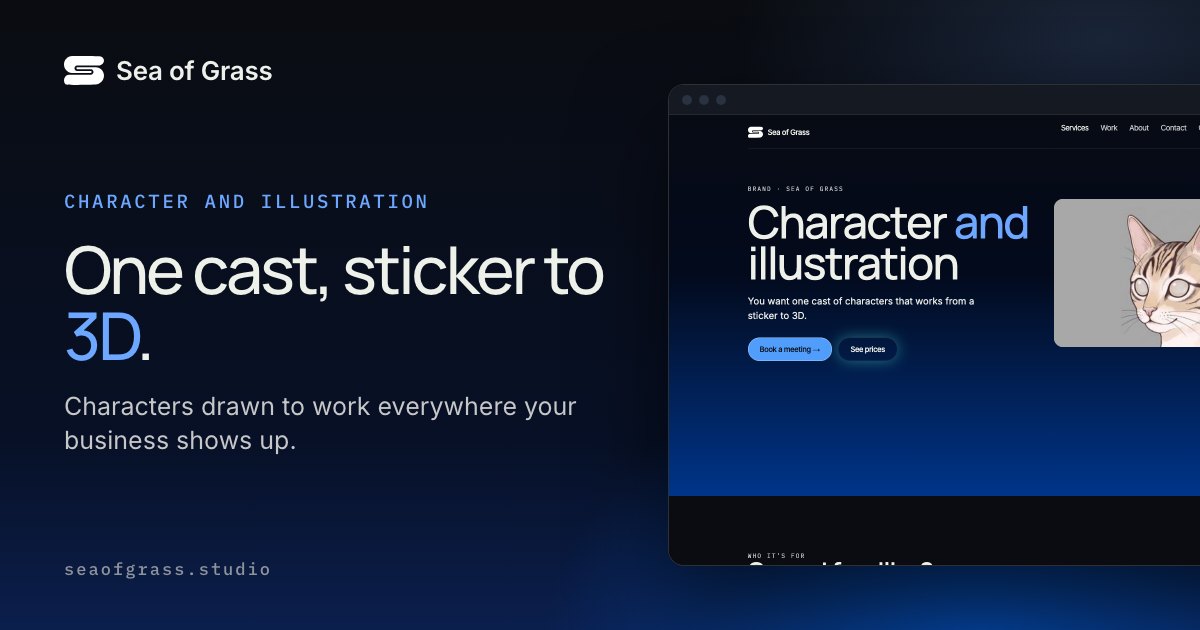 Sea of Grass
CHARACTER AND ILLUSTRATION
One cast, sticker to
3D.
Characters drawn to work everywhere your
business shows up.
seaofgrass.studio
Sea of Grass
Services Work About Contact
BRAND · SEA OF GRASS
Character and
illustration
You want one cast of characters that works from a
sticker to 3D.
Book a meeting → See prices
WHO IT'S FOR